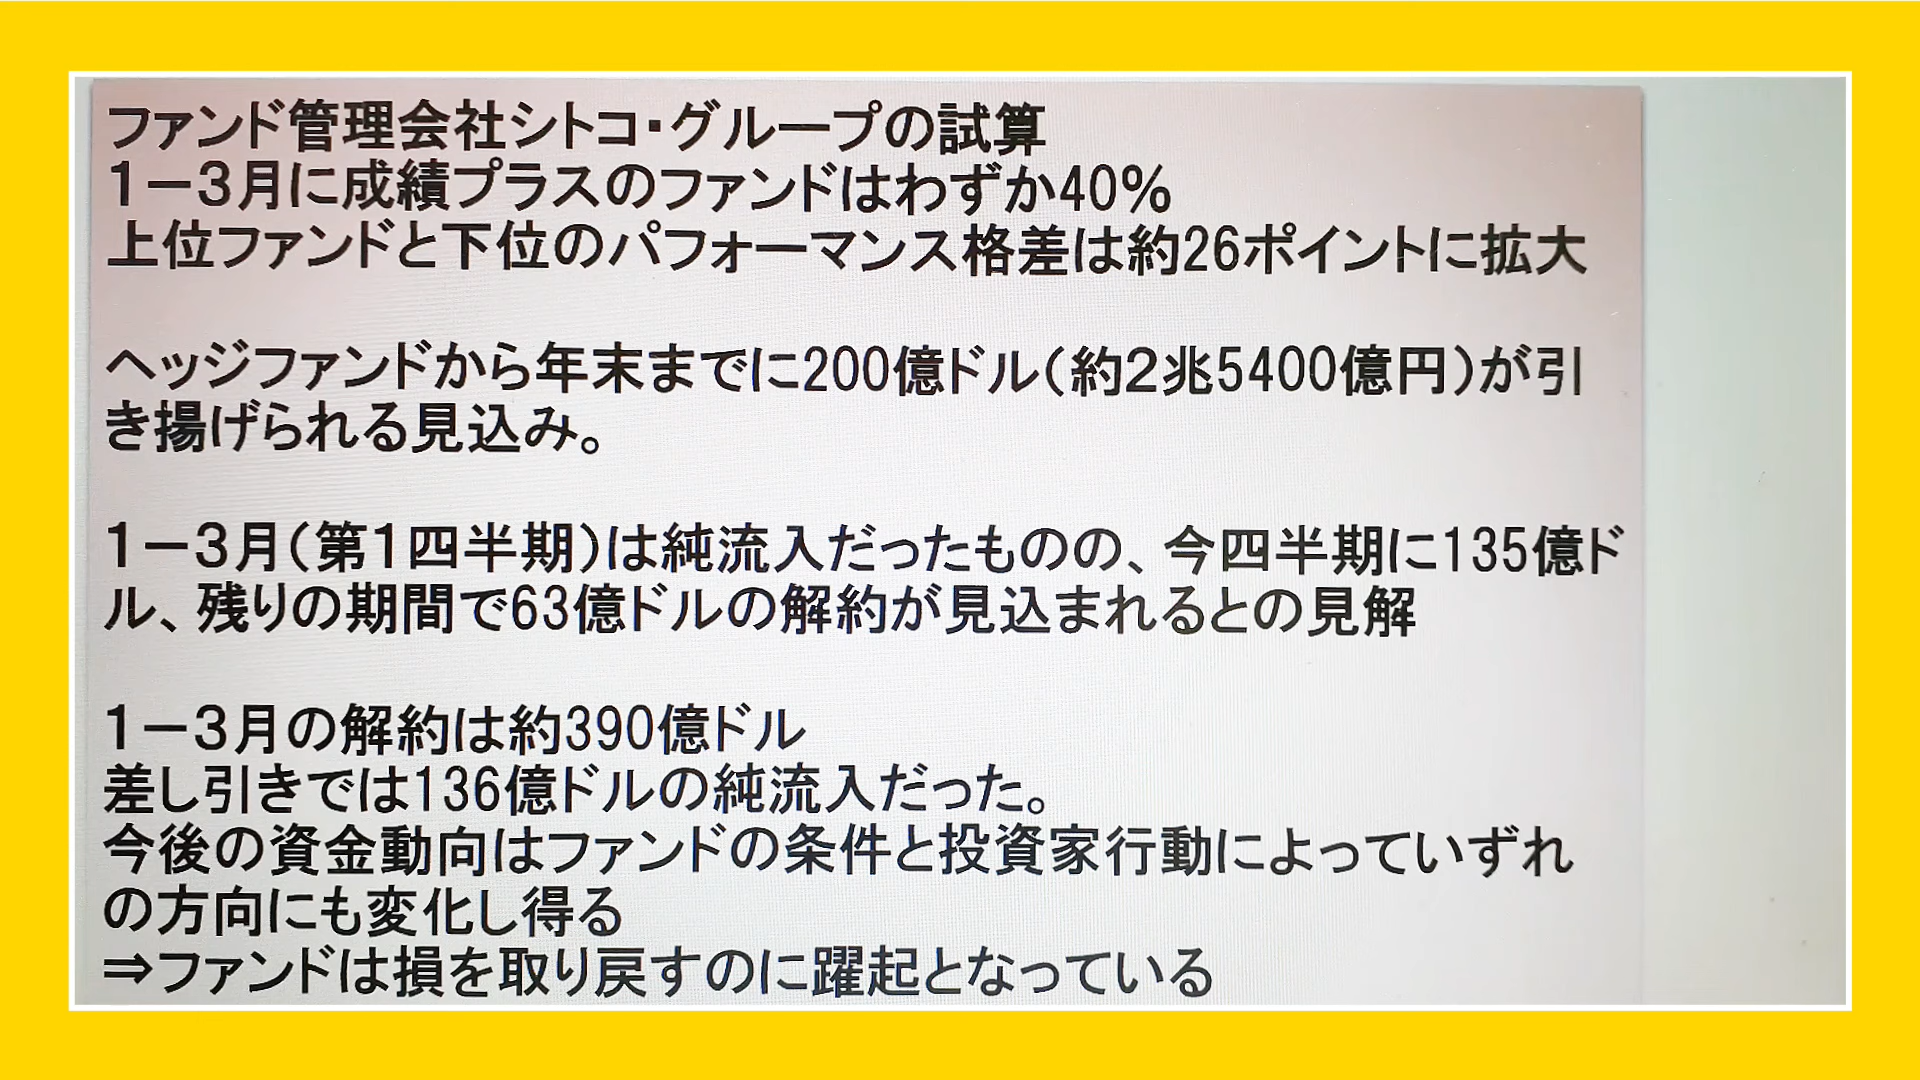 ファンド管理会社シトコ・グループの試算
1－3月に成績プラスのファンドはわずか40%
上位ファンドと下位のパフォーマンス格差は約26ポイントに拡大
ヘッジファンドから年末までに200億ドル（約2兆5400億円）が引
き揚げられる見込み。
1－3月（第1四半期）は純流入だったものの、今四半期に135億ド
ル、残りの期間で63億ドルの解約が見込まれるとの見解
1－3月の解約は約390億ドル
差し引きでは136億ドルの純流入だった。
今後の資金動向はファンドの条件と投資家行動によっていずれ
の方向にも変化し得る
⇒ファンドは損を取り戻すのに躍起となっている